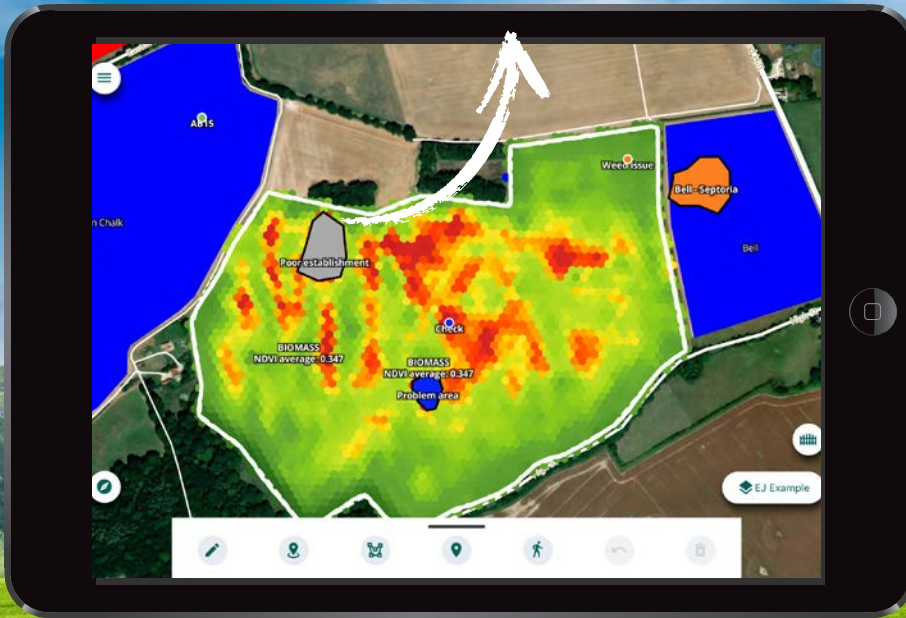 AB15
Weed Issue
Bell - Septoria
n Chalk
Bell
Poor establishment
Check
BIOMASS
NDVI average: 0.347
BIOMASS
NDVI average: 0.347
Problem area
EJ Example